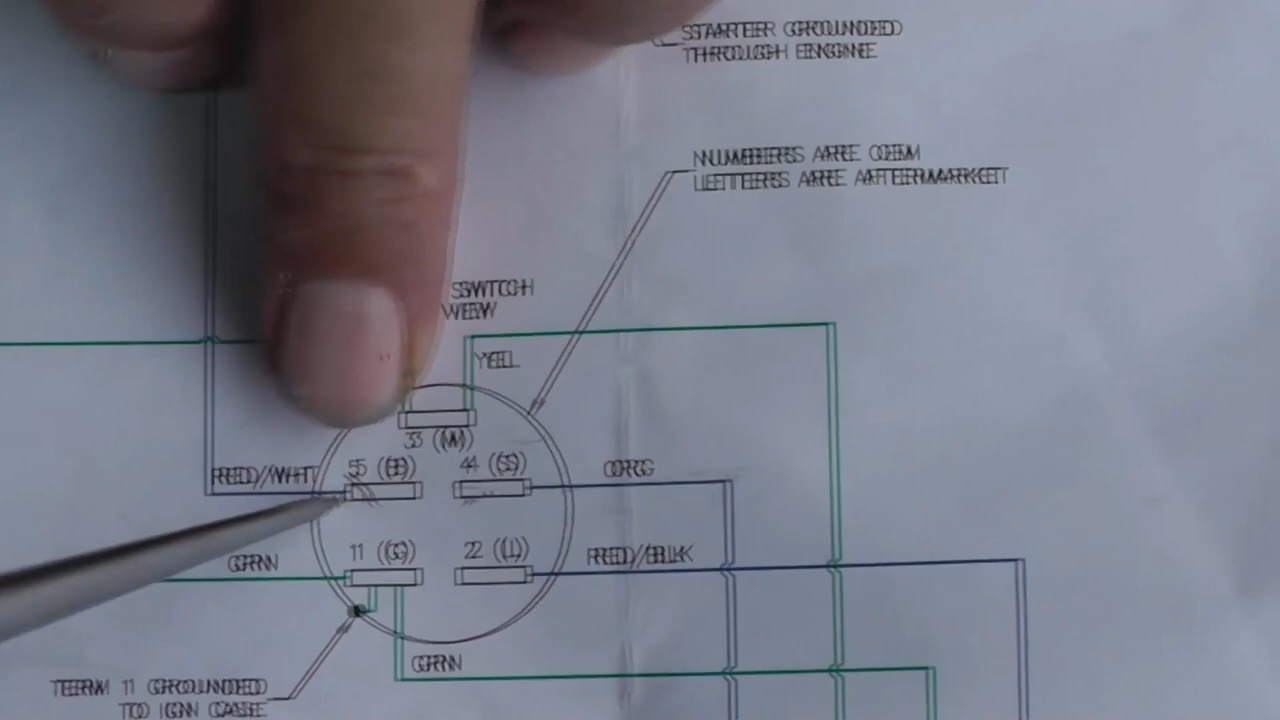 STARTER GROUNDED
THROUGH ENGINE
NUMBERS ARE OEM
LETTERS ARE AFTERMARKET
SWITCH
VIEW
YEL
3 (M)
5 (B)
4 (S)
ORG
RED/WHT
1 (G)
2 (L)
RED/BLK
GRN
GRN
TERM 1 GROUNDED
TO IGN CASE